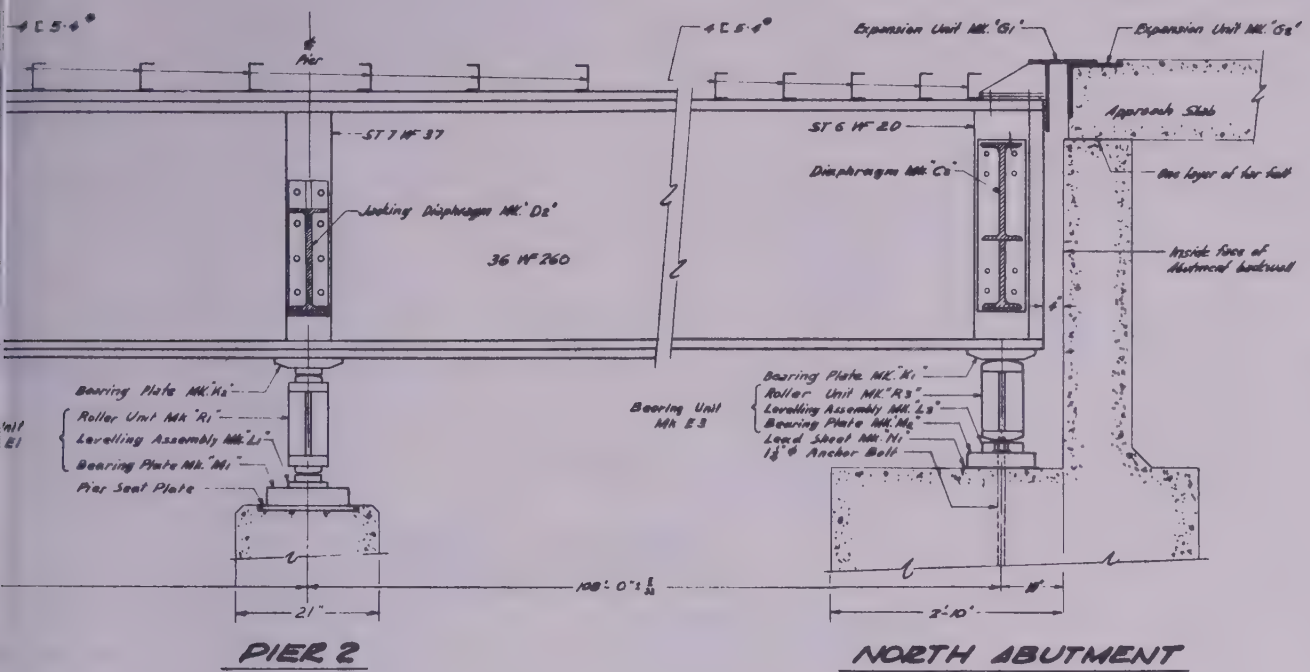 4 [ 5.4#
Pier
4 [ 5.4#
Expansion Unit MK. "G1"
Expansion Unit MK. "G2"
ST 7 WF 37
ST 6 WF 20
Approach Slab
Diaphragm MK. "C2"
One layer of tar felt
Jacking Diaphragm MK. "D2"
36 WF 260
Inside face of
Abutment backwall
4"
Bearing Plate MK. "K2"
Roller Unit MK "R1"
Levelling Assembly MK. "L1"
Bearing Plate MK. "M1"
Pier Seat Plate
Unit
E1
Bearing Unit
MK E3
Bearing Plate MK. "K1"
Roller Unit MK. "R3"
Levelling Assembly MK. "L3"
Bearing Plate MK. "M2"
Lead Sheet MK. "N1"
Φ Anchor Bolt
108'-0"
21"
2'-10"
PIER 2
NORTH ABUTMENT